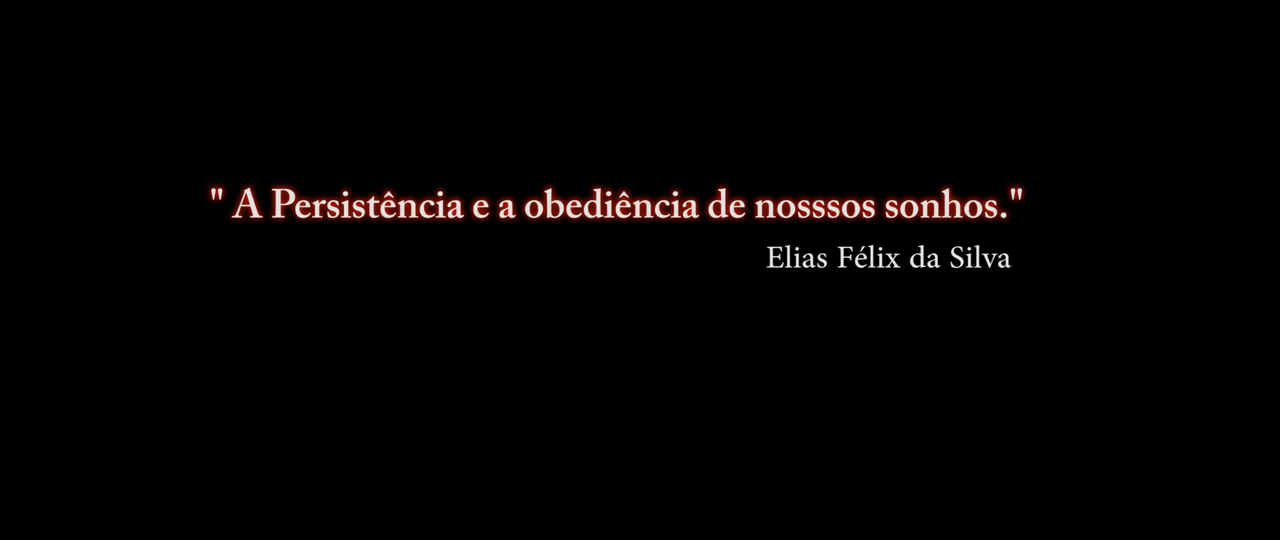 " A Persistência e a obediência de nosssos sonhos."
Elias Félix da Silva